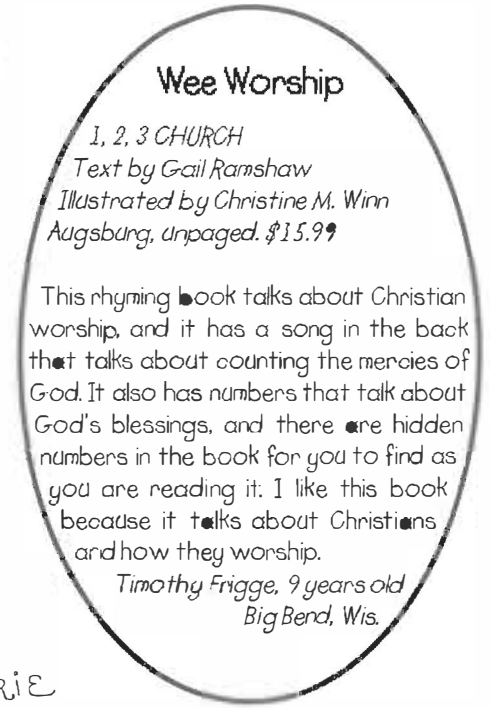 Wee Worship
1, 2, 3 CHURCH
Text by Gail Ramshaw
Illustrated by Christine M. Winn
Augsburg, unpaged. $15.99
This rhyming book talks about Christian
worship, and it has a song in the back
that talks about counting the mercies of
God. It also has numbers that talk about
God's blessings, and there are hidden
numbers in the book for you to find as
you are reading it. I like this book
because it talks about Christians
and how they worship.
Timothy Frigge, 9 years old
Big Bend, Wis.